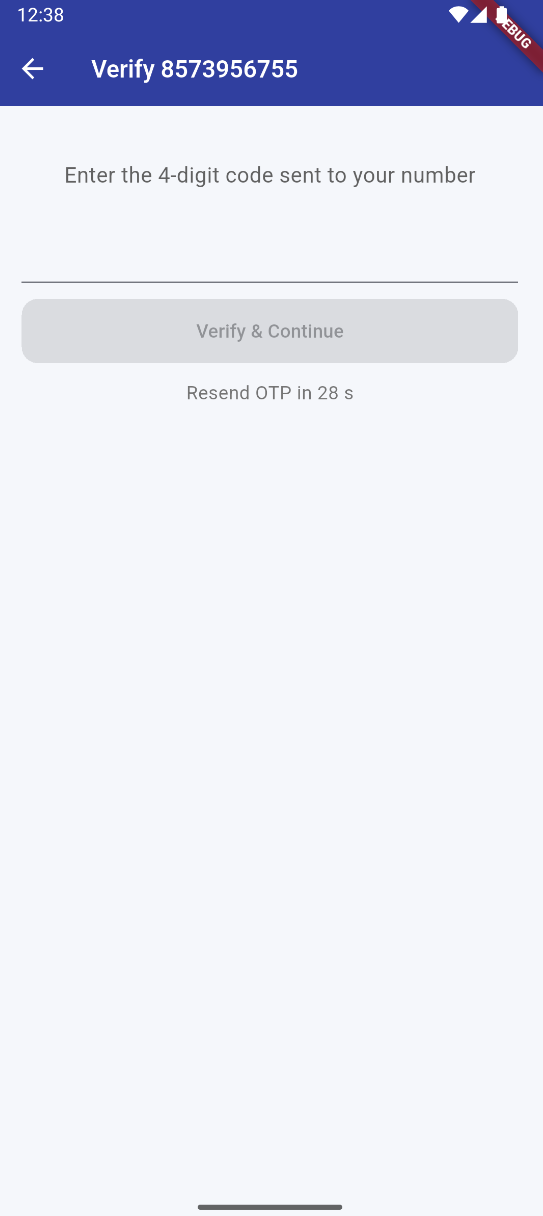 12:38
DEBUG
Verify 8573956755
Enter the 4-digit code sent to your number
Verify & Continue
Resend OTP in 28 s